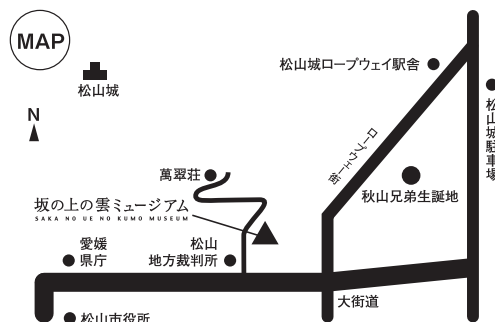 MAP
松山城ロープウェイ駅舎
松山城
松山城駐車場
N
ロープウェー街
萬翠荘
秋山兄弟生誕地
坂の上の雲ミュージアム
SAKA NO UE NO KUMO MUSEUM
愛媛
県庁
松山
地方裁判所
大街道
松山市役所